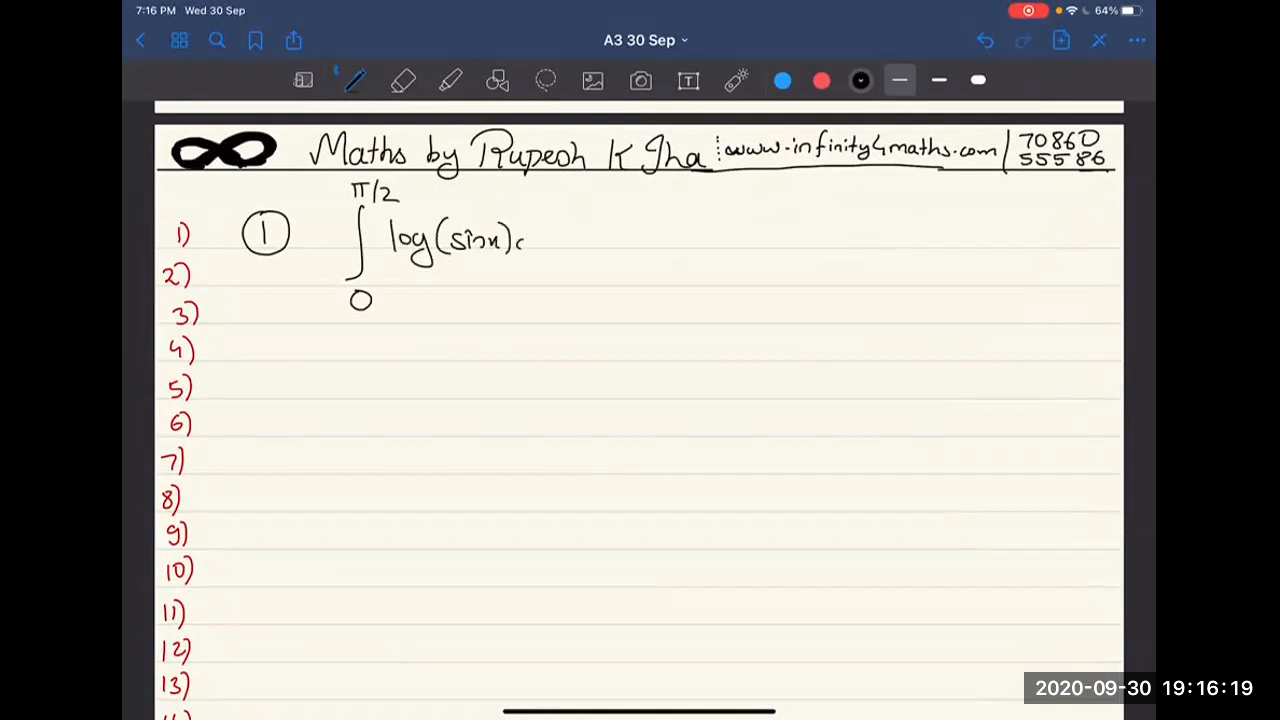 7:16 PM Wed 30 Sep
64%
A3 30 Sep
T
∞ Maths by Rupesh K Jha www.infinity4maths.com / 70860
55586
π/2
1) ① ∫ log(sinx)
0
2)
3)
4)
5)
6)
7)
8)
9)
10)
11)
12)
13)
2020-09-30 19:16:19